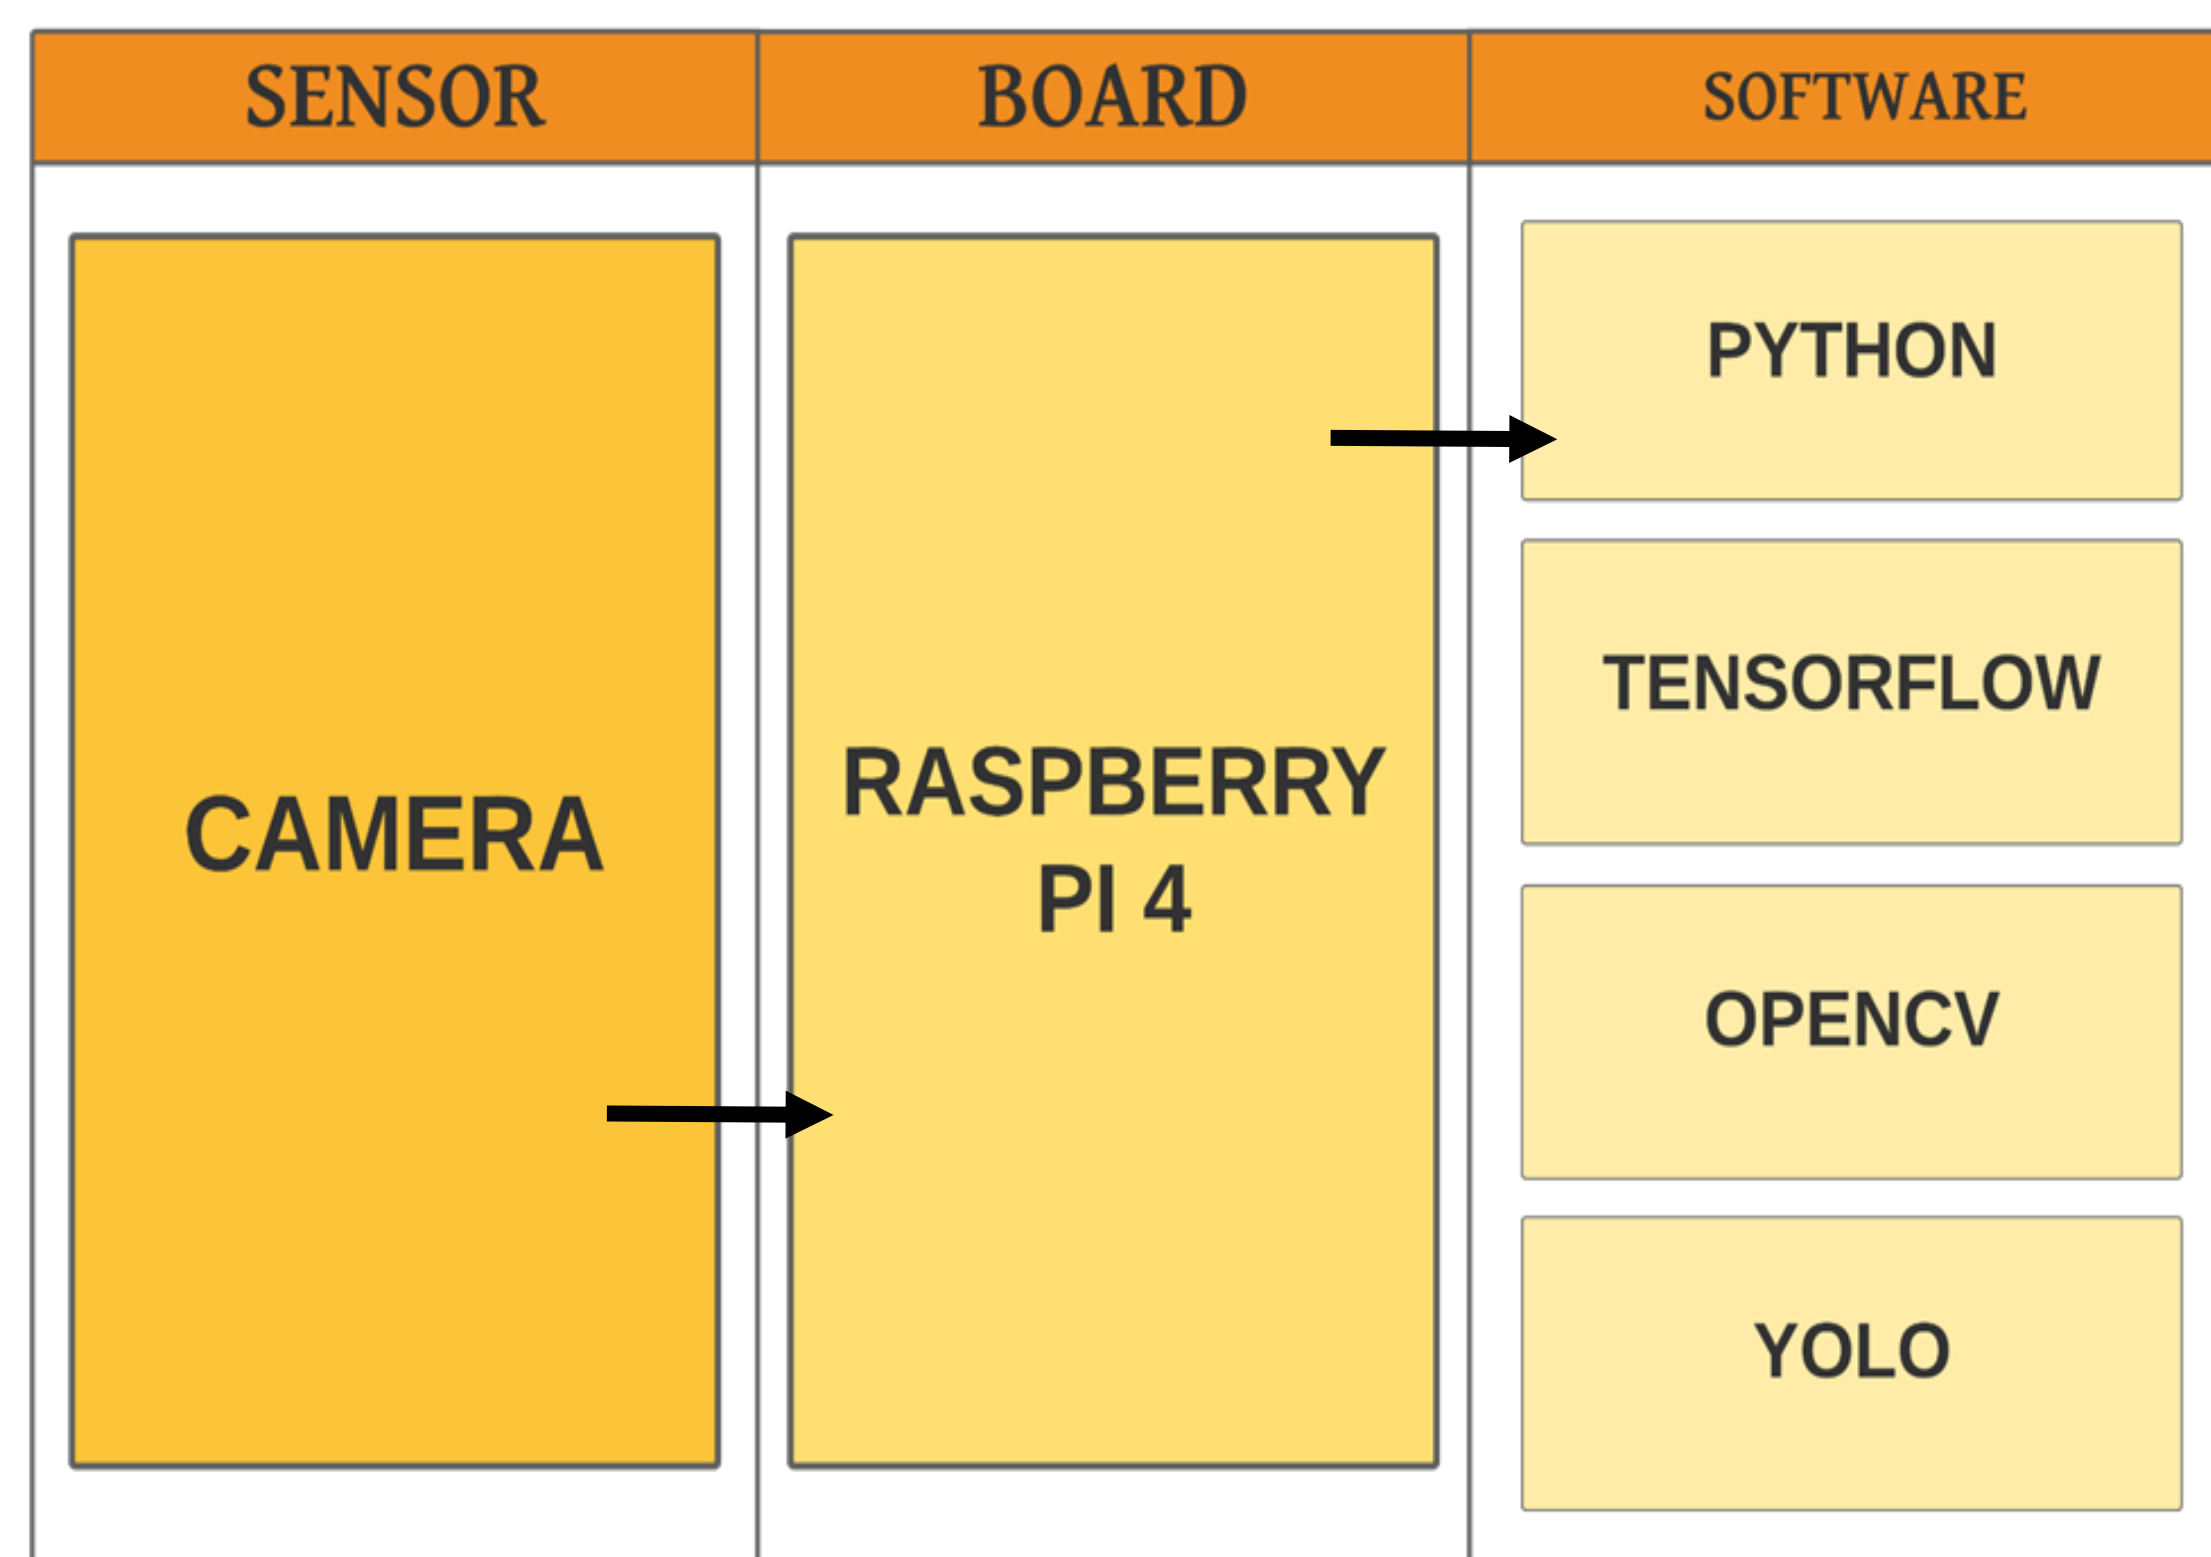 SENSOR
BOARD
SOFTWARE
CAMERA
RASPBERRY
PI 4
PYTHON
TENSORFLOW
OPENCV
YOLO